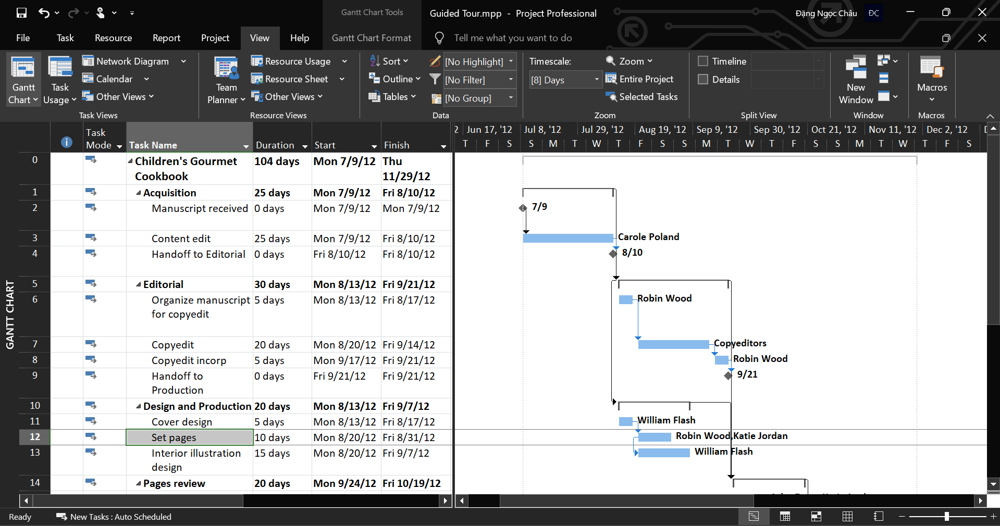 Gantt Chart Tools
Guided Tour.mpp - Project Professional
Đặng Ngọc Châu
ĐC
File Task Resource Report Project View Help Gantt Chart Format Tell me what you want to do
Gantt Chart
Task Usage
Network Diagram
Calendar
Other Views
Task Views
Team Planner
Resource Usage
Resource Sheet
Other Views
Resource Views
Sort
Outline
Tables
[No Highlight]
[No Filter]
[No Group]
Data
Timescale:
[8] Days
Zoom
Entire Project
Selected Tasks
Zoom
Timeline
Details
Split View
New Window
Window
Macros
Macros
GANTT CHART
Task Mode Task Name Duration Start Finish
2 Jun 17, '12 Jul 8, '12 Jul 29, '12 Aug 19, '12 Sep 9, '12 Sep 30, '12 Oct 21, '12 Nov 11, '12 Dec 2, '12
T F S S M T W T F S S M T W T F S S M T W T F S
0 Children's Gourmet Cookbook 104 days Mon 7/9/12 Thu 11/29/12
1 Acquisition 25 days Mon 7/9/12 Fri 8/10/12
2 Manuscript received 0 days Mon 7/9/12 Mon 7/9/12 7/9
3 Content edit 25 days Mon 7/9/12 Fri 8/10/12 Carole Poland
4 Handoff to Editorial 0 days Fri 8/10/12 Fri 8/10/12 8/10
5 Editorial 30 days Mon 8/13/12 Fri 9/21/12
6 Organize manuscript for copyedit 5 days Mon 8/13/12 Fri 8/17/12 Robin Wood
7 Copyedit 20 days Mon 8/20/12 Fri 9/14/12 Copyeditors
8 Copyedit incorp 5 days Mon 9/17/12 Fri 9/21/12 Robin Wood
9 Handoff to Production 0 days Fri 9/21/12 Fri 9/21/12 9/21
10 Design and Production 20 days Mon 8/13/12 Fri 9/7/12
11 Cover design 5 days Mon 8/13/12 Fri 8/17/12 William Flash
12 Set pages 10 days Mon 8/20/12 Fri 8/31/12 Robin Wood,Katie Jordan
13 Interior illustration design 15 days Mon 8/20/12 Fri 9/7/12 William Flash
14 Pages review 20 days Mon 9/24/12 Fri 10/19/12
Ready New Tasks : Auto Scheduled